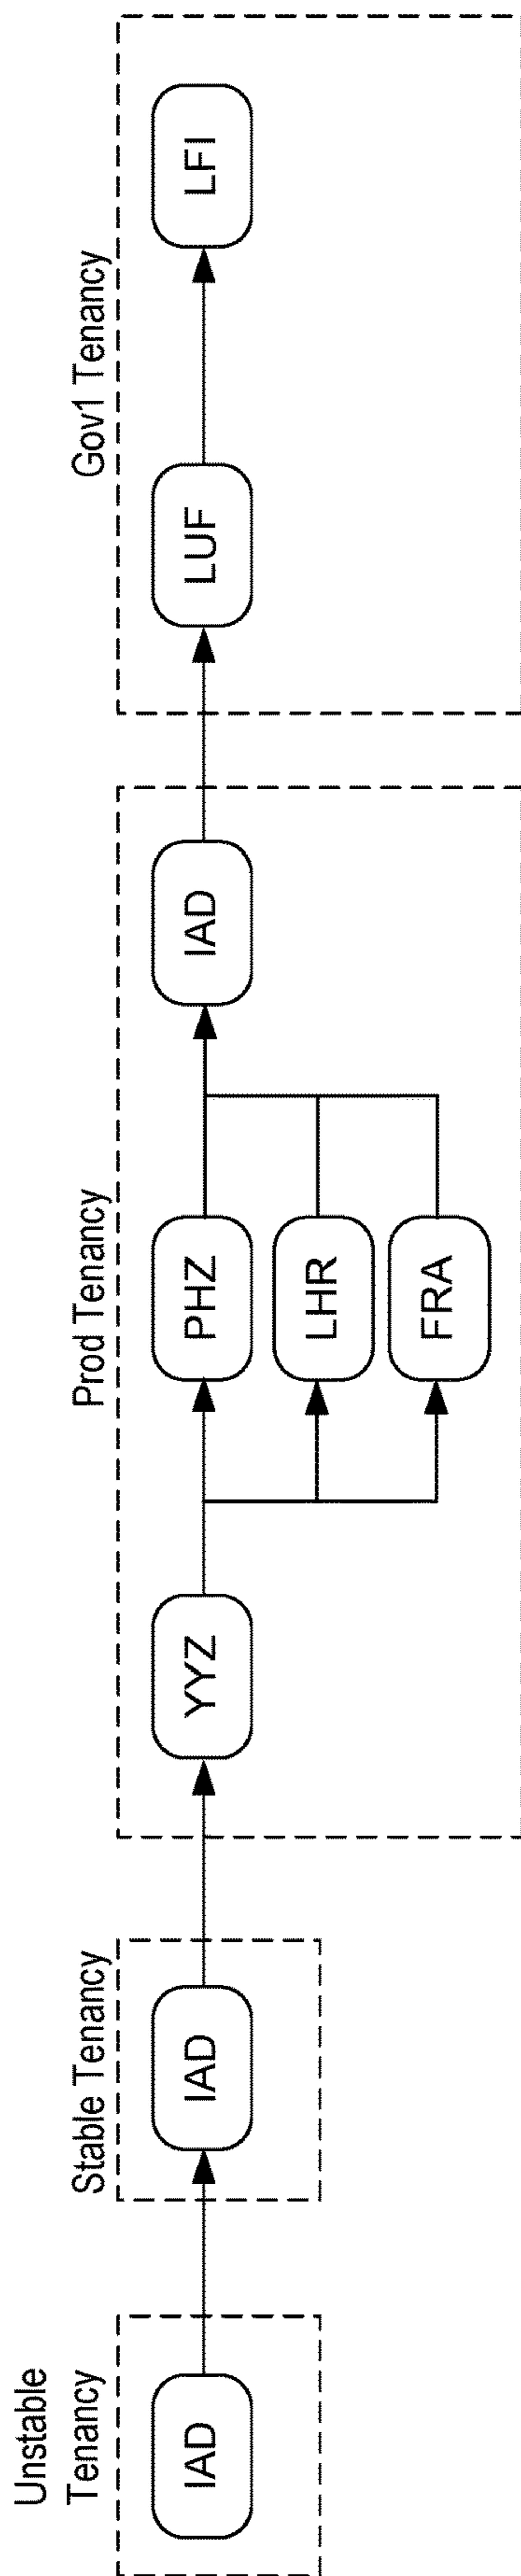 Unstable
Tenancy
IAD
Stable Tenancy
IAD
Prod Tenancy
YYZ
PHZ
LHR
FRA
IAD
Gov1 Tenancy
LUF
LFI